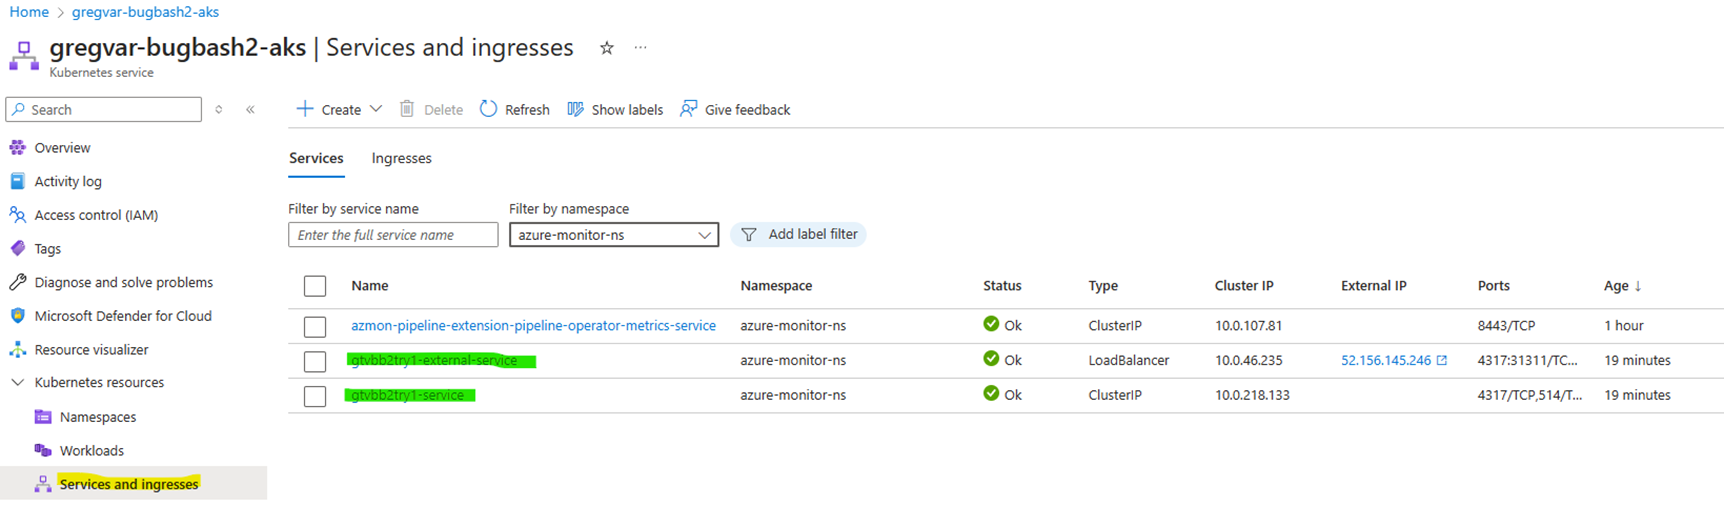 Home > gregvar-bugbash2-aks
gregvar-bugbash2-aks | Services and ingresses
Kubernetes service
Search
Create Delete Refresh Show labels Give feedback
Overview
Activity log
Access control (IAM)
Tags
Diagnose and solve problems
Microsoft Defender for Cloud
Resource visualizer
Kubernetes resources
Namespaces
Workloads
Services and ingresses
Services Ingresses
Filter by service name Filter by namespace
Enter the full service name azure-monitor-ns Add label filter
Name Namespace Status Type Cluster IP External IP Ports Age ↓
azmon-pipeline-extension-pipeline-operator-metrics-service azure-monitor-ns Ok ClusterIP 10.0.107.81 8443/TCP 1 hour
gtvbb2try1-external-service azure-monitor-ns Ok LoadBalancer 10.0.46.235 52.156.145.246 4317:31311/TC... 19 minutes
gtvbb2try1-service azure-monitor-ns Ok ClusterIP 10.0.218.133 4317/TCP,514/T... 19 minutes